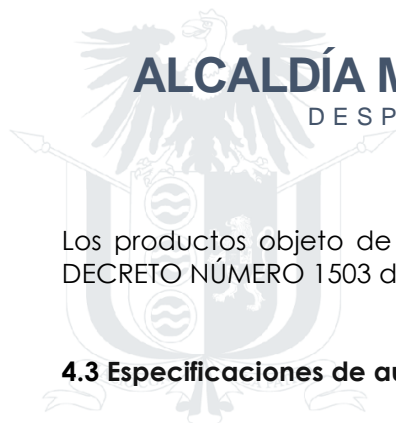 ALCALDÍA
DESP
Los productos objeto de
DECRETO NÚMERO 1503 d
4.3 Especificaciones de au